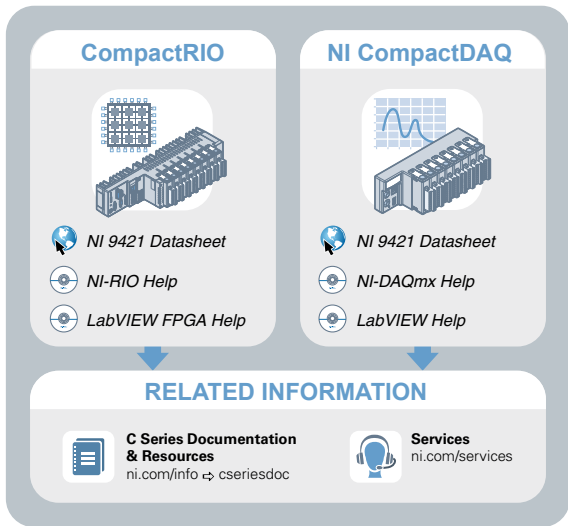 CompactRIO
NI 9421 Datasheet
NI-RIO Help
LabVIEW FPGA Help
NI CompactDAQ
NI 9421 Datasheet
NI-DAQmx Help
LabVIEW Help
RELATED INFORMATION
C Series Documentation
& Resources
ni.com/info ⇨ cseriesdoc
Services
ni.com/services